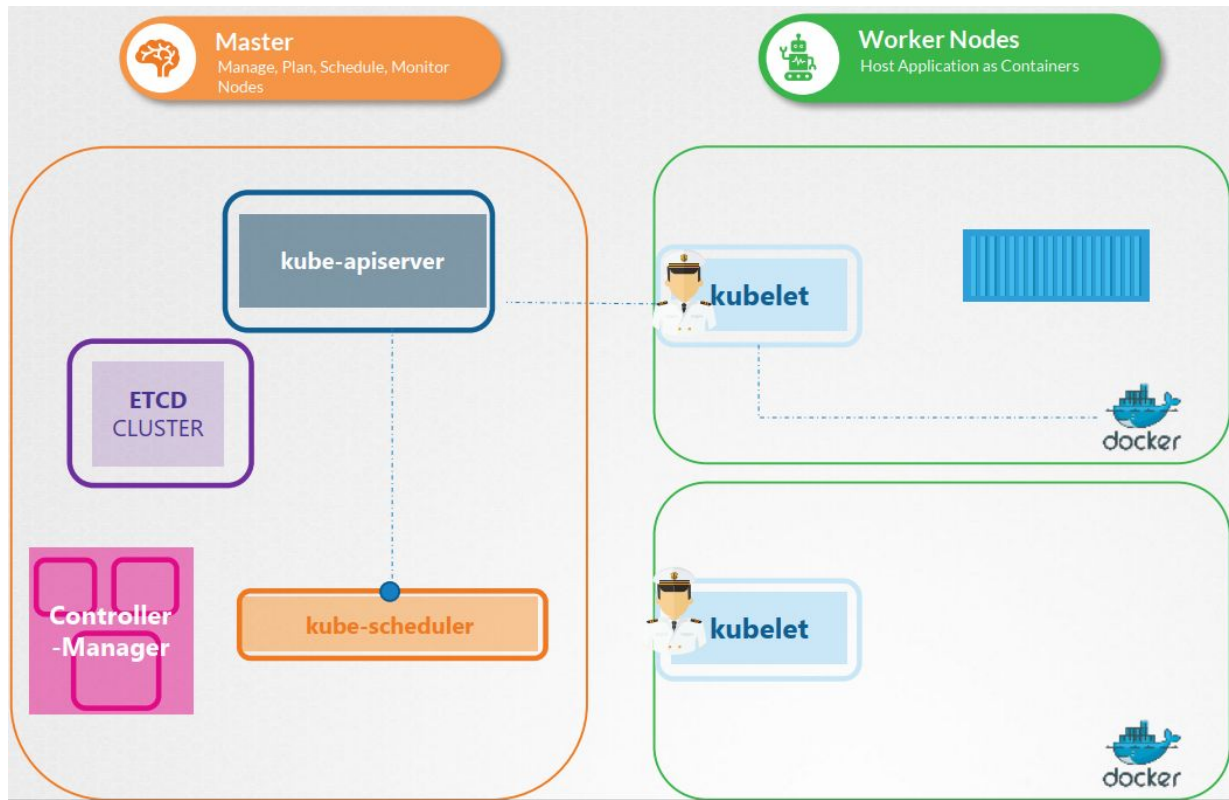 Master
Manage, Plan, Schedule, Monitor
Nodes
Worker Nodes
Host Application as Containers
kube-apiserver
ETCD
CLUSTER
Controller
-Manager
kube-scheduler
kubelet
docker
kubelet
docker